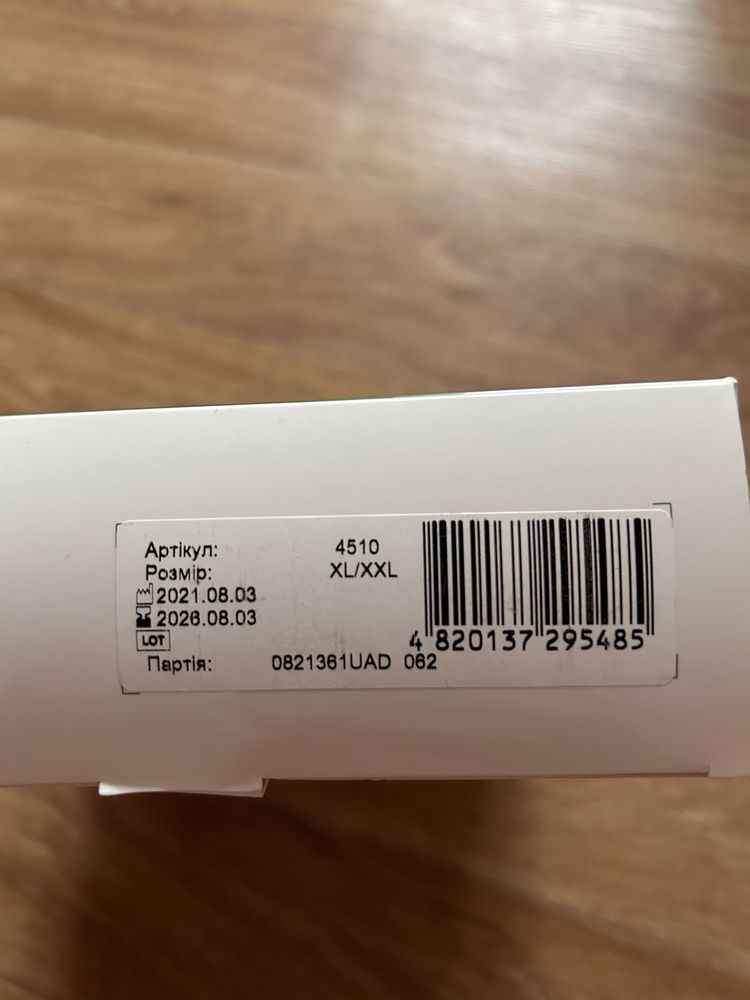 Артікул: 4510
Розмір: XL/XXL
2021.08.03
2026.08.03
LOT
Партія: 0821361UAD 062
4 820137 295485